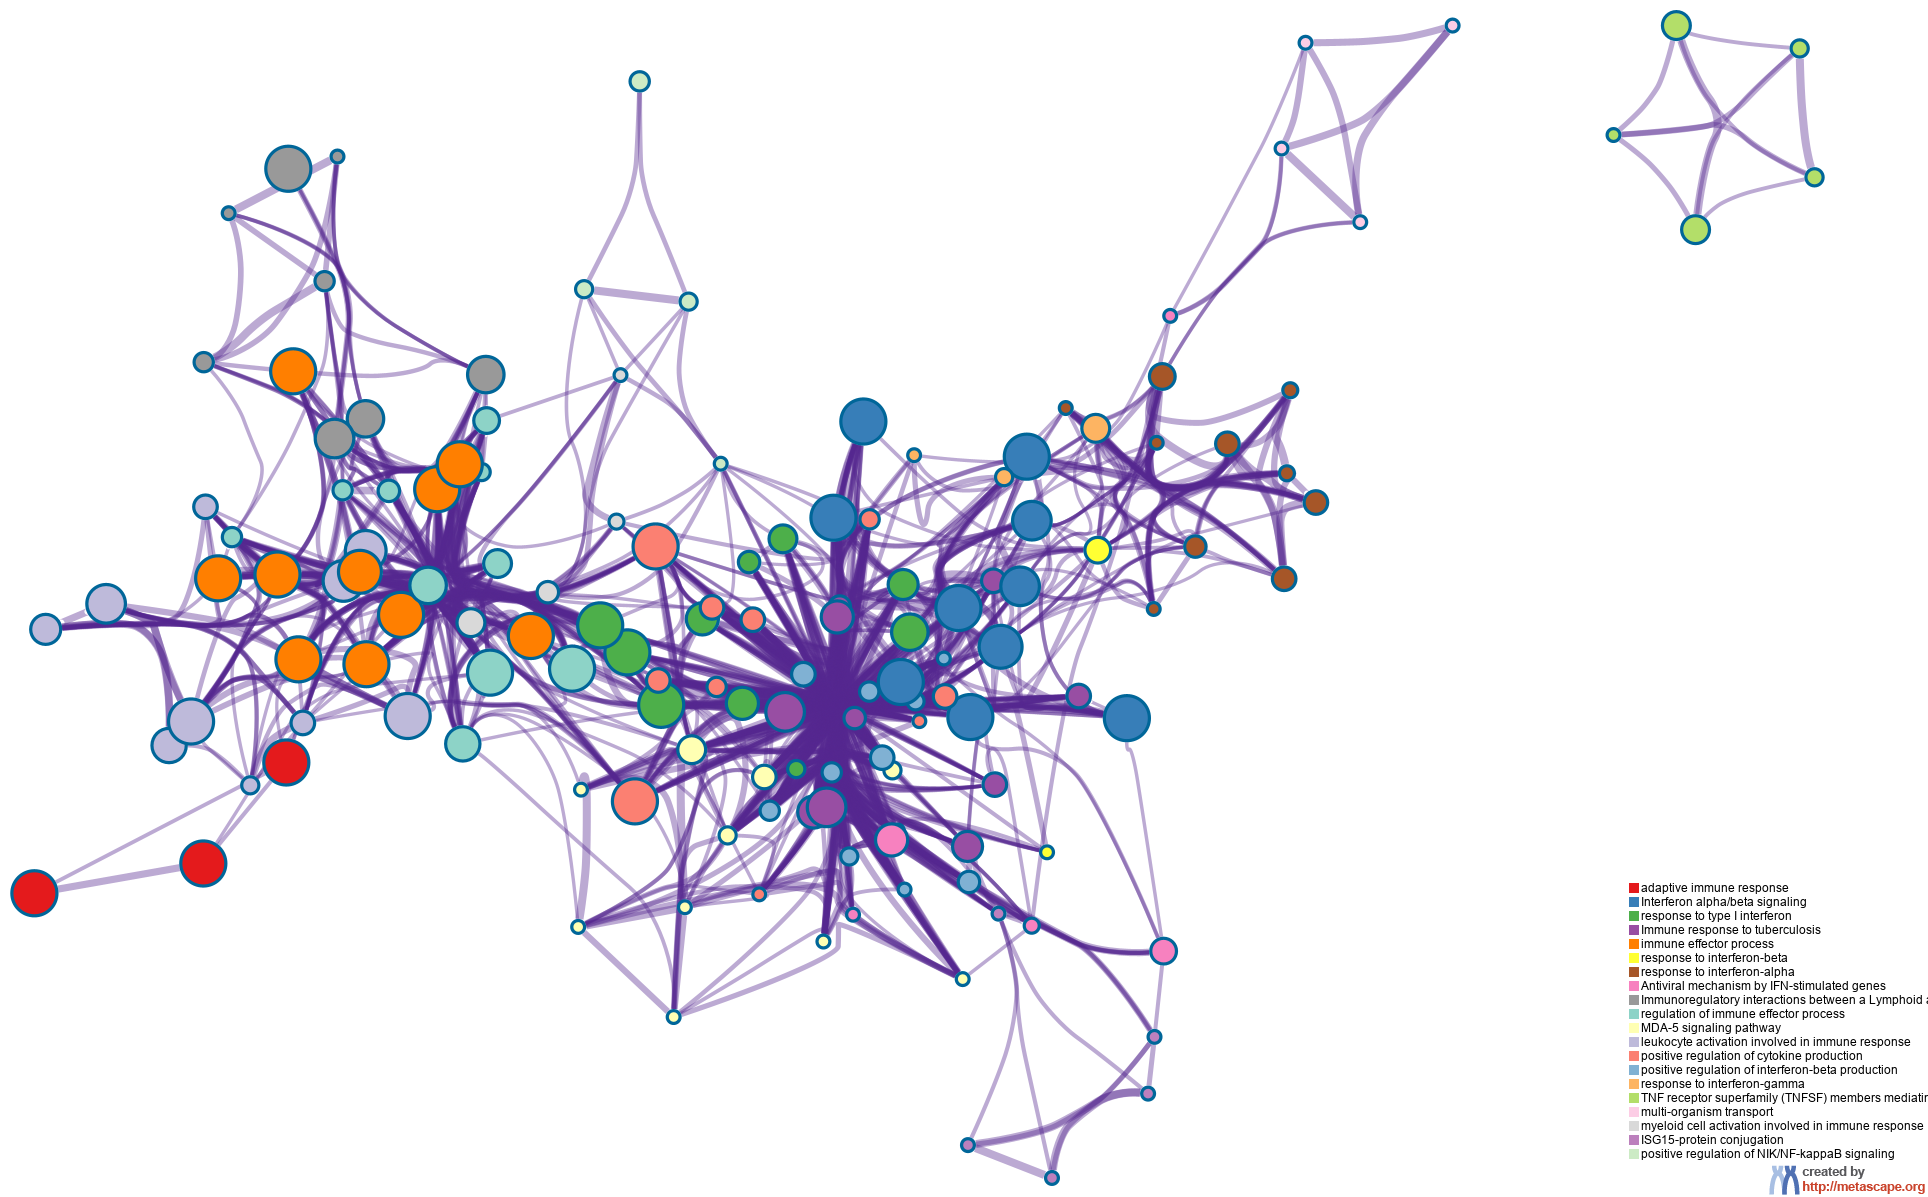 adaptive immune response
Interferon alpha/beta signaling
response to type I interferon
Immune response to tuberculosis
immune effector process
response to interferon-beta
response to interferon-alpha
Antiviral mechanism by IFN-stimulated genes
Immunoregulatory interactions between a Lymphoid a
regulation of immune effector process
MDA-5 signaling pathway
leukocyte activation involved in immune response
positive regulation of cytokine production
positive regulation of interferon-beta production
response to interferon-gamma
TNF receptor superfamily (TNFSF) members mediatin
multi-organism transport
myeloid cell activation involved in immune response
ISG15-protein conjugation
positive regulation of NIK/NF-kappaB signaling
created by
http://metascape.org